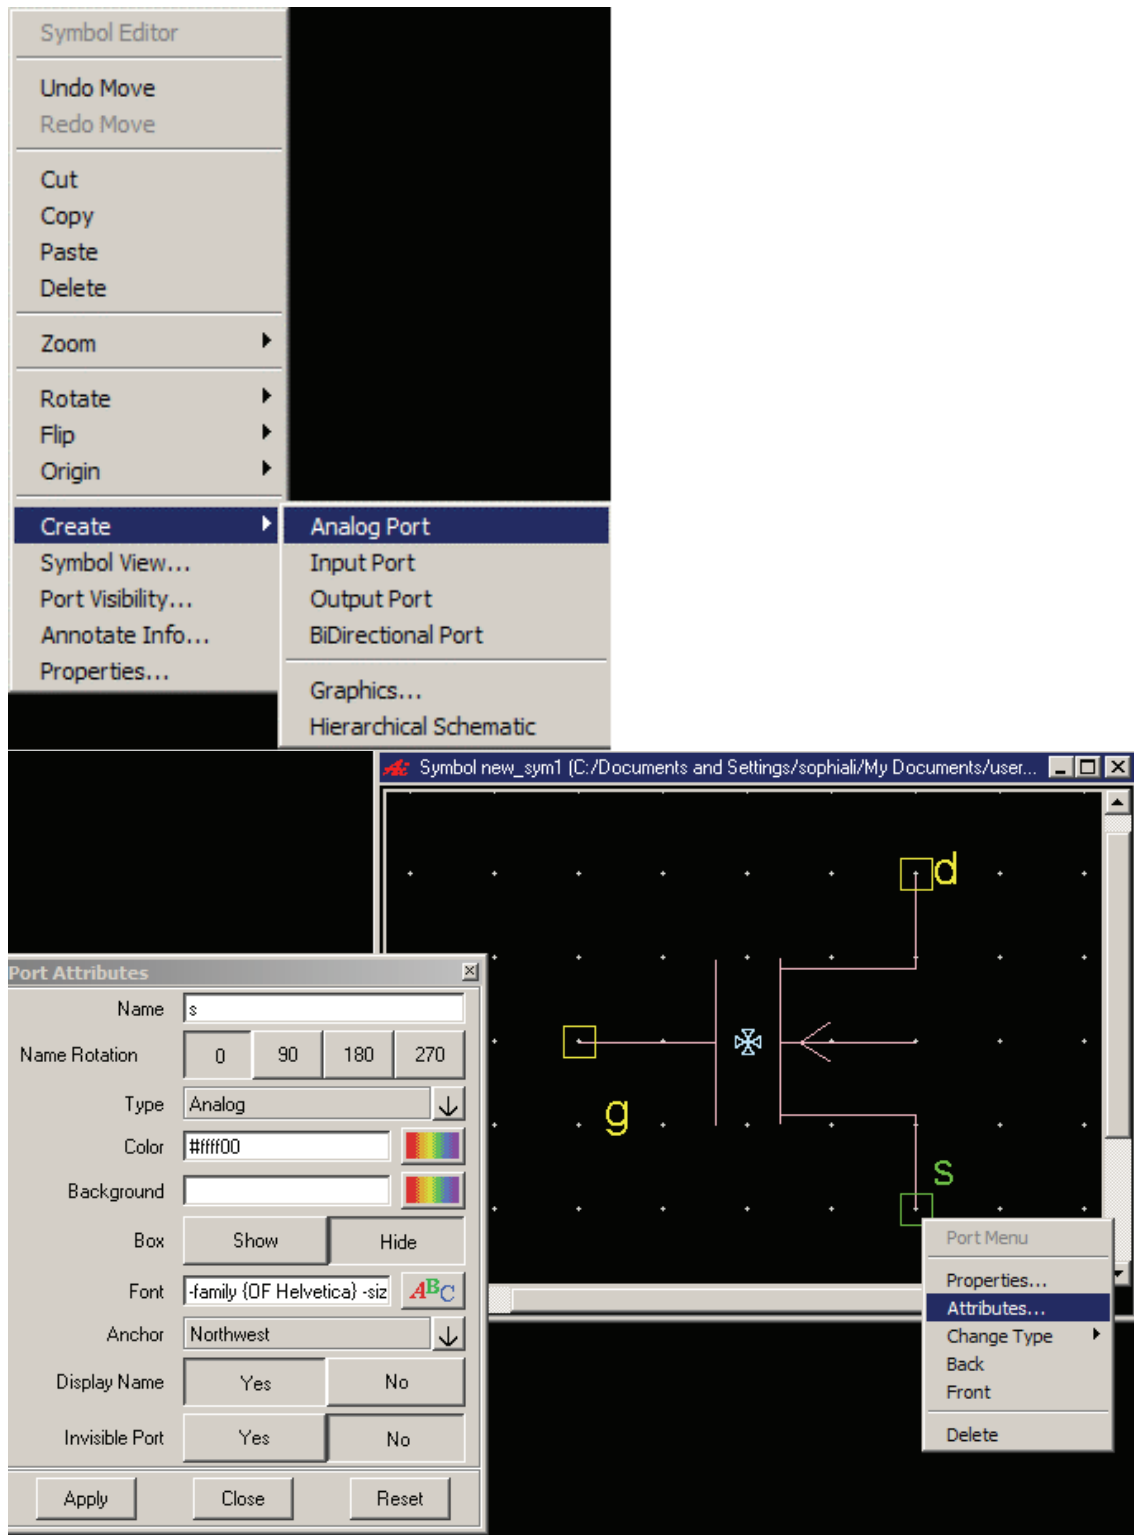 Symbol Editor
Undo Move
Redo Move
Cut
Copy
Paste
Delete
Zoom
Rotate
Flip
Origin
Create
Symbol View...
Port Visibility...
Annotate Info...
Properties...
Analog Port
Input Port
Output Port
BiDirectional Port
Graphics...
Hierarchical Schematic
Symbol new_sym1 (C:/Documents and Settings/sophiali/My Documents/user...
d
g
s
Port Attributes
Name s
Name Rotation 0 90 180 270
Type Analog
Color #ffff00
Background
Box Show Hide
Font -family {OF Helvetica} -siz ABC
Anchor Northwest
Display Name Yes No
Invisible Port Yes No
Apply Close Reset
Port Menu
Properties...
Attributes...
Change Type
Back
Front
Delete